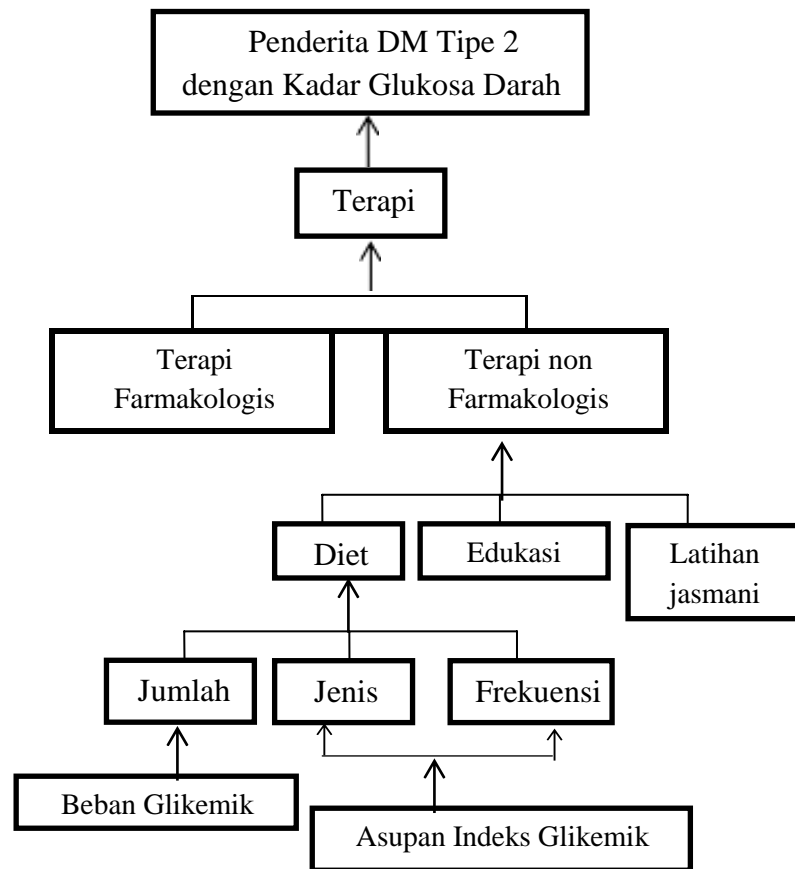 Penderita DM Tipe 2
dengan Kadar Glukosa Darah
Terapi
Terapi
Farmakologis
Terapi non
Farmakologis
Diet
Edukasi
Latihan
jasmani
Jumlah
Jenis
Frekuensi
Beban Glikemik
Asupan Indeks Glikemik